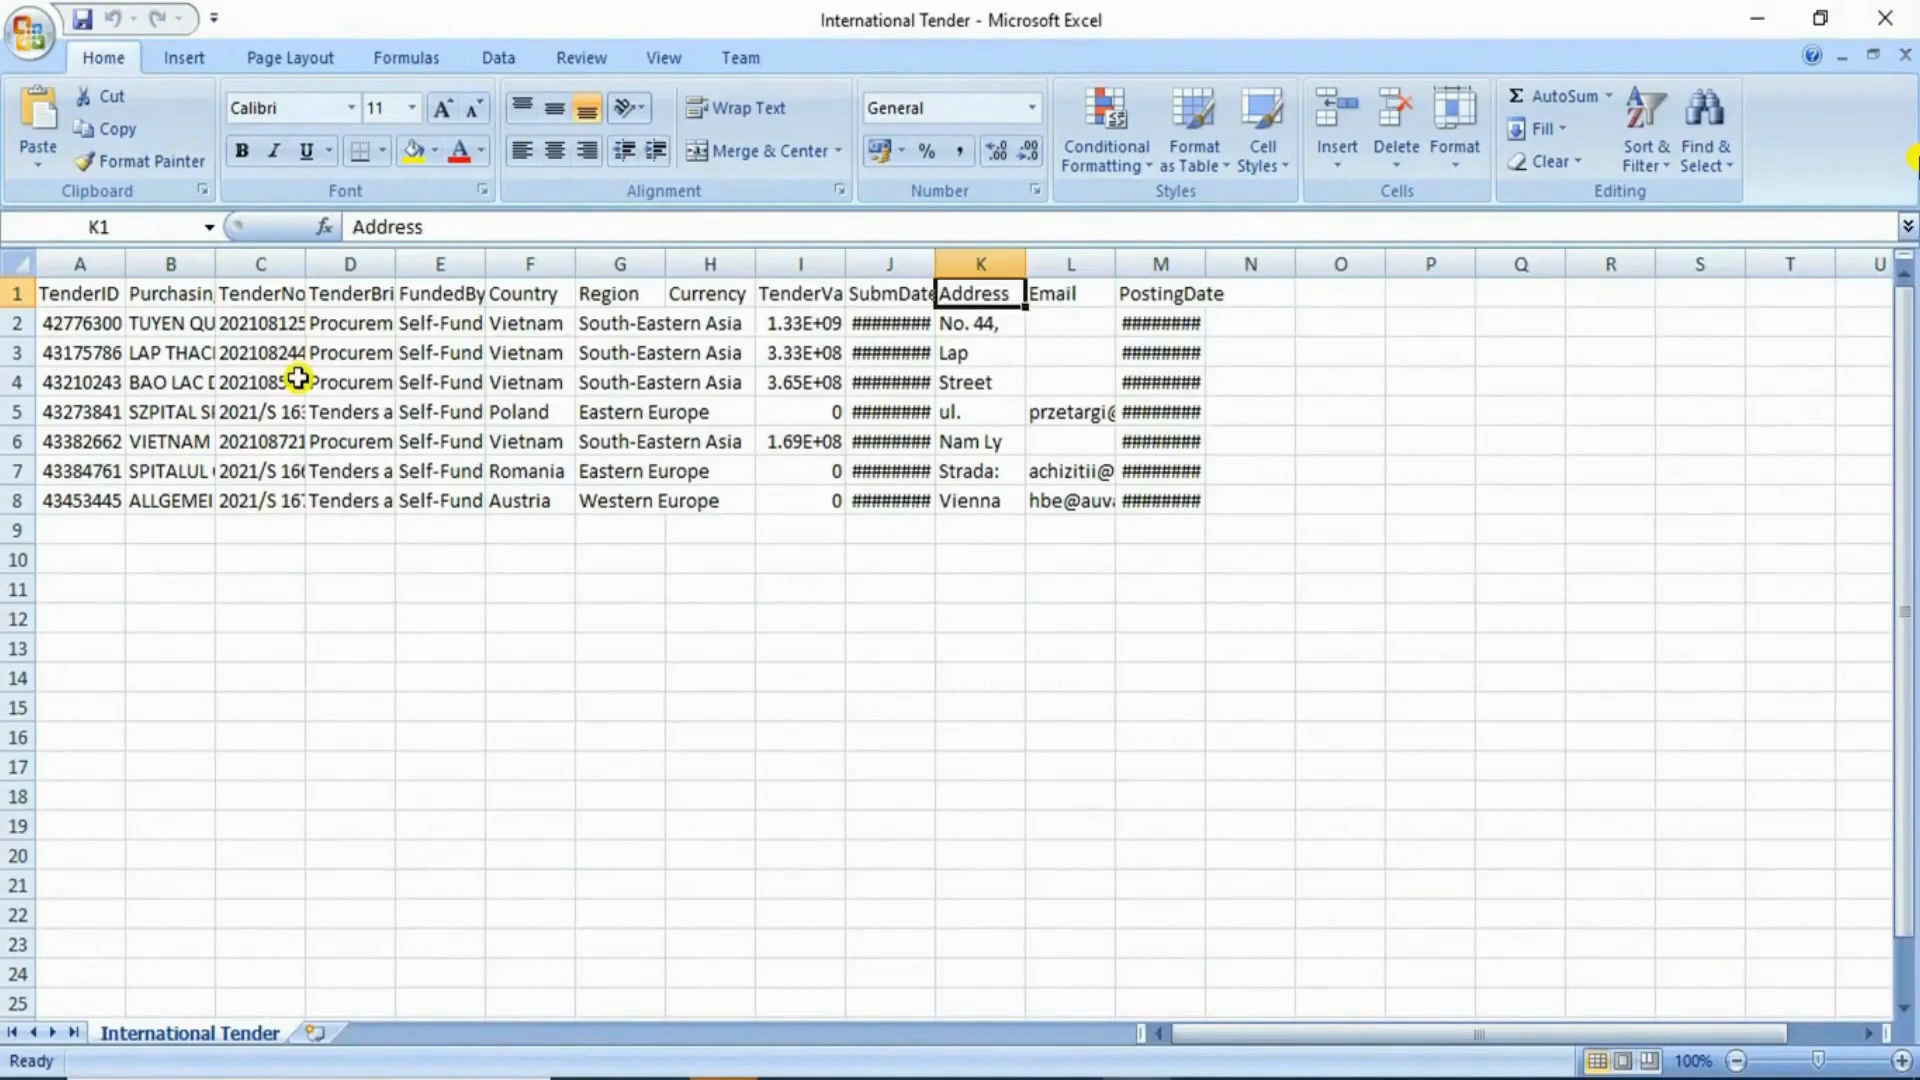 International Tender - Microsoft Excel
Home Insert Page Layout Formulas Data Review View Team
Cut
Copy
Format Painter
Paste
Clipboard
Calibri 11
B I U
Font
Wrap Text
Merge & Center
Alignment
General
% ,
Number
Conditional Formatting
Format as Table
Cell Styles
Styles
Insert Delete Format
Cells
Σ AutoSum
Fill
Clear
Sort & Filter
Find & Select
Editing
K1 fx Address
A B C D E F G H I J K L M N O P Q R S T U
1 TenderID Purchasin TenderNo TenderBri FundedBy Country Region Currency TenderVa SubmDate Address Email PostingDate
2 42776300 TUYEN QU 202108125 Procurem Self-Fund Vietnam South-Eastern Asia 1.33E+09 ######## No. 44, ########
3 43175786 LAP THAC 202108244 Procurem Self-Fund Vietnam South-Eastern Asia 3.33E+08 ######## Lap ########
4 43210243 BAO LAC D 202108 Procurem Self-Fund Vietnam South-Eastern Asia 3.65E+08 ######## Street ########
5 43273841 SZPITAL SP 2021/S 163 Tenders a Self-Fund Poland Eastern Europe 0 ######## ul. przetargi@ ########
6 43382662 VIETNAM 202108721 Procurem Self-Fund Vietnam South-Eastern Asia 1.69E+08 ######## Nam Ly ########
7 43384761 SPITALUL 2021/S 166 Tenders a Self-Fund Romania Eastern Europe 0 ######## Strada: achizitii@ ########
8 43453445 ALLGEMEI 2021/S 167 Tenders a Self-Fund Austria Western Europe 0 ######## Vienna hbe@auva ########
9
10
11
12
13
14
15
16
17
18
19
20
21
22
23
24
25
International Tender
Ready 100%